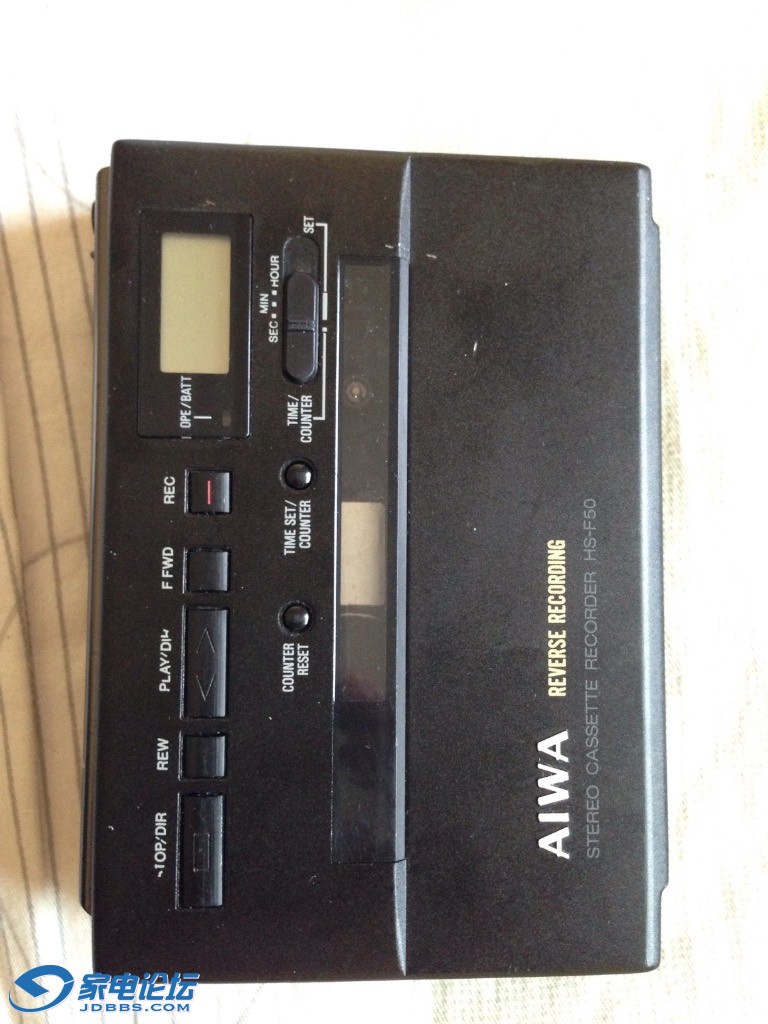 OPE/BATT
SEC MIN HOUR
SET
TIME/
COUNTER
REC
F FWD
PLAY/DIR
REW
TIME SET/
COUNTER
COUNTER
RESET
AIWA REVERSE RECORDING
STEREO CASSETTE RECORDER HS-F50
家电论坛
JDBBS.COM